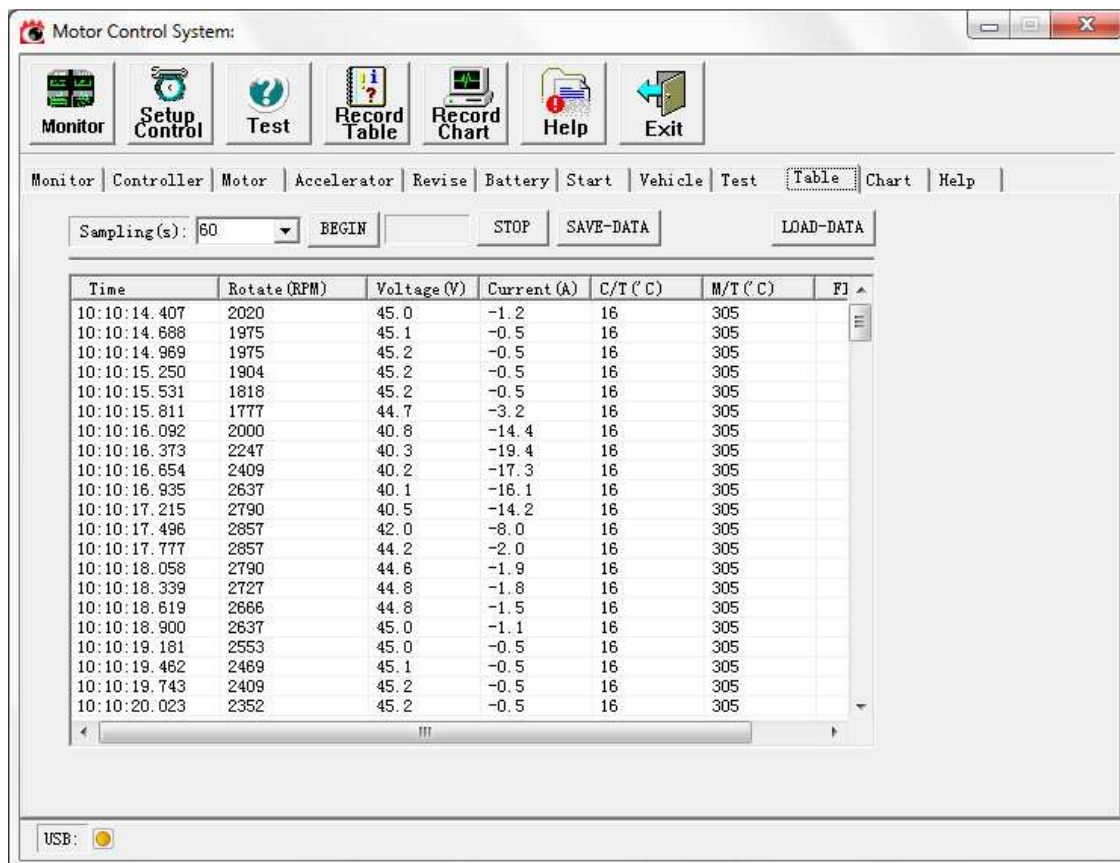 Motor Control System:
Monitor
Setup Control
Test
Record Table
Record Chart
Help
Exit
Monitor Controller Motor Accelerator Revise Battery Start Vehicle Test Table Chart Help
Sampling(s): 60 BEGIN STOP SAVE-DATA LOAD-DATA
Time Rotate(RPM) Voltage(V) Current(A) C/T(°C) M/T(°C)
10:10:14.407 2020 45.0 -1.2 16 305
10:10:14.688 1975 45.1 -0.5 16 305
10:10:14.969 1975 45.2 -0.5 16 305
10:10:15.250 1904 45.2 -0.5 16 305
10:10:15.531 1818 45.2 -0.5 16 305
10:10:15.811 1777 44.7 -3.2 16 305
10:10:16.092 2000 40.8 -14.4 16 305
10:10:16.373 2247 40.3 -19.4 16 305
10:10:16.654 2409 40.2 -17.3 16 305
10:10:16.935 2637 40.1 -16.1 16 305
10:10:17.215 2790 40.5 -14.2 16 305
10:10:17.496 2857 42.0 -8.0 16 305
10:10:17.777 2857 44.2 -2.0 16 305
10:10:18.058 2790 44.6 -1.9 16 305
10:10:18.339 2727 44.8 -1.8 16 305
10:10:18.619 2666 44.8 -1.5 16 305
10:10:18.900 2637 45.0 -1.1 16 305
10:10:19.181 2553 45.0 -0.5 16 305
10:10:19.462 2469 45.1 -0.5 16 305
10:10:19.743 2409 45.2 -0.5 16 305
10:10:20.023 2352 45.2 -0.5 16 305
USB: